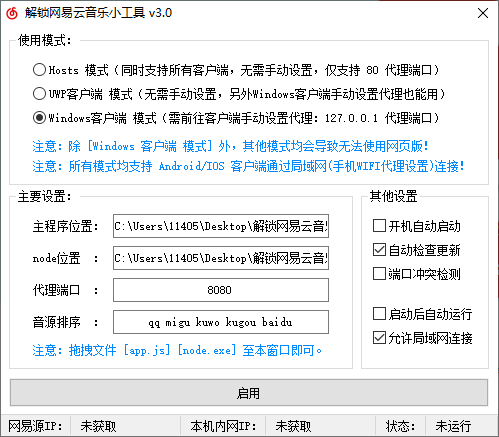 解锁网易云音乐小工具 v3.0
使用模式：
Hosts 模式（同时支持所有客户端，无需手动设置，仅支持 80 代理端口）
UWP客户端 模式（无需手动设置，另外Windows客户端手动设置代理也能用）
Windows客户端 模式（需前往客户端手动设置代理：127.0.0.1 代理端口）
注意：除 [Windows 客户端 模式] 外，其他模式均会导致无法使用网页版！
注意：所有模式均支持 Android/IOS 客户端通过局域网(手机WIFI代理设置)连接！
主要设置：
主程序位置： C:\Users\11405\Desktop\解锁网易云音
node位置 ： C:\Users\11405\Desktop\解锁网易云音
代理端口 ： 8080
音源排序 ： qq migu kuwo kugou baidu
注意：拖拽文件 [app.js] [node.exe] 至本窗口即可。
其他设置
开机自动启动
自动检查更新
端口冲突检测
启动后自动运行
允许局域网连接
启用
网易源IP： 未获取 本机内网IP： 未获取 状态： 未运行